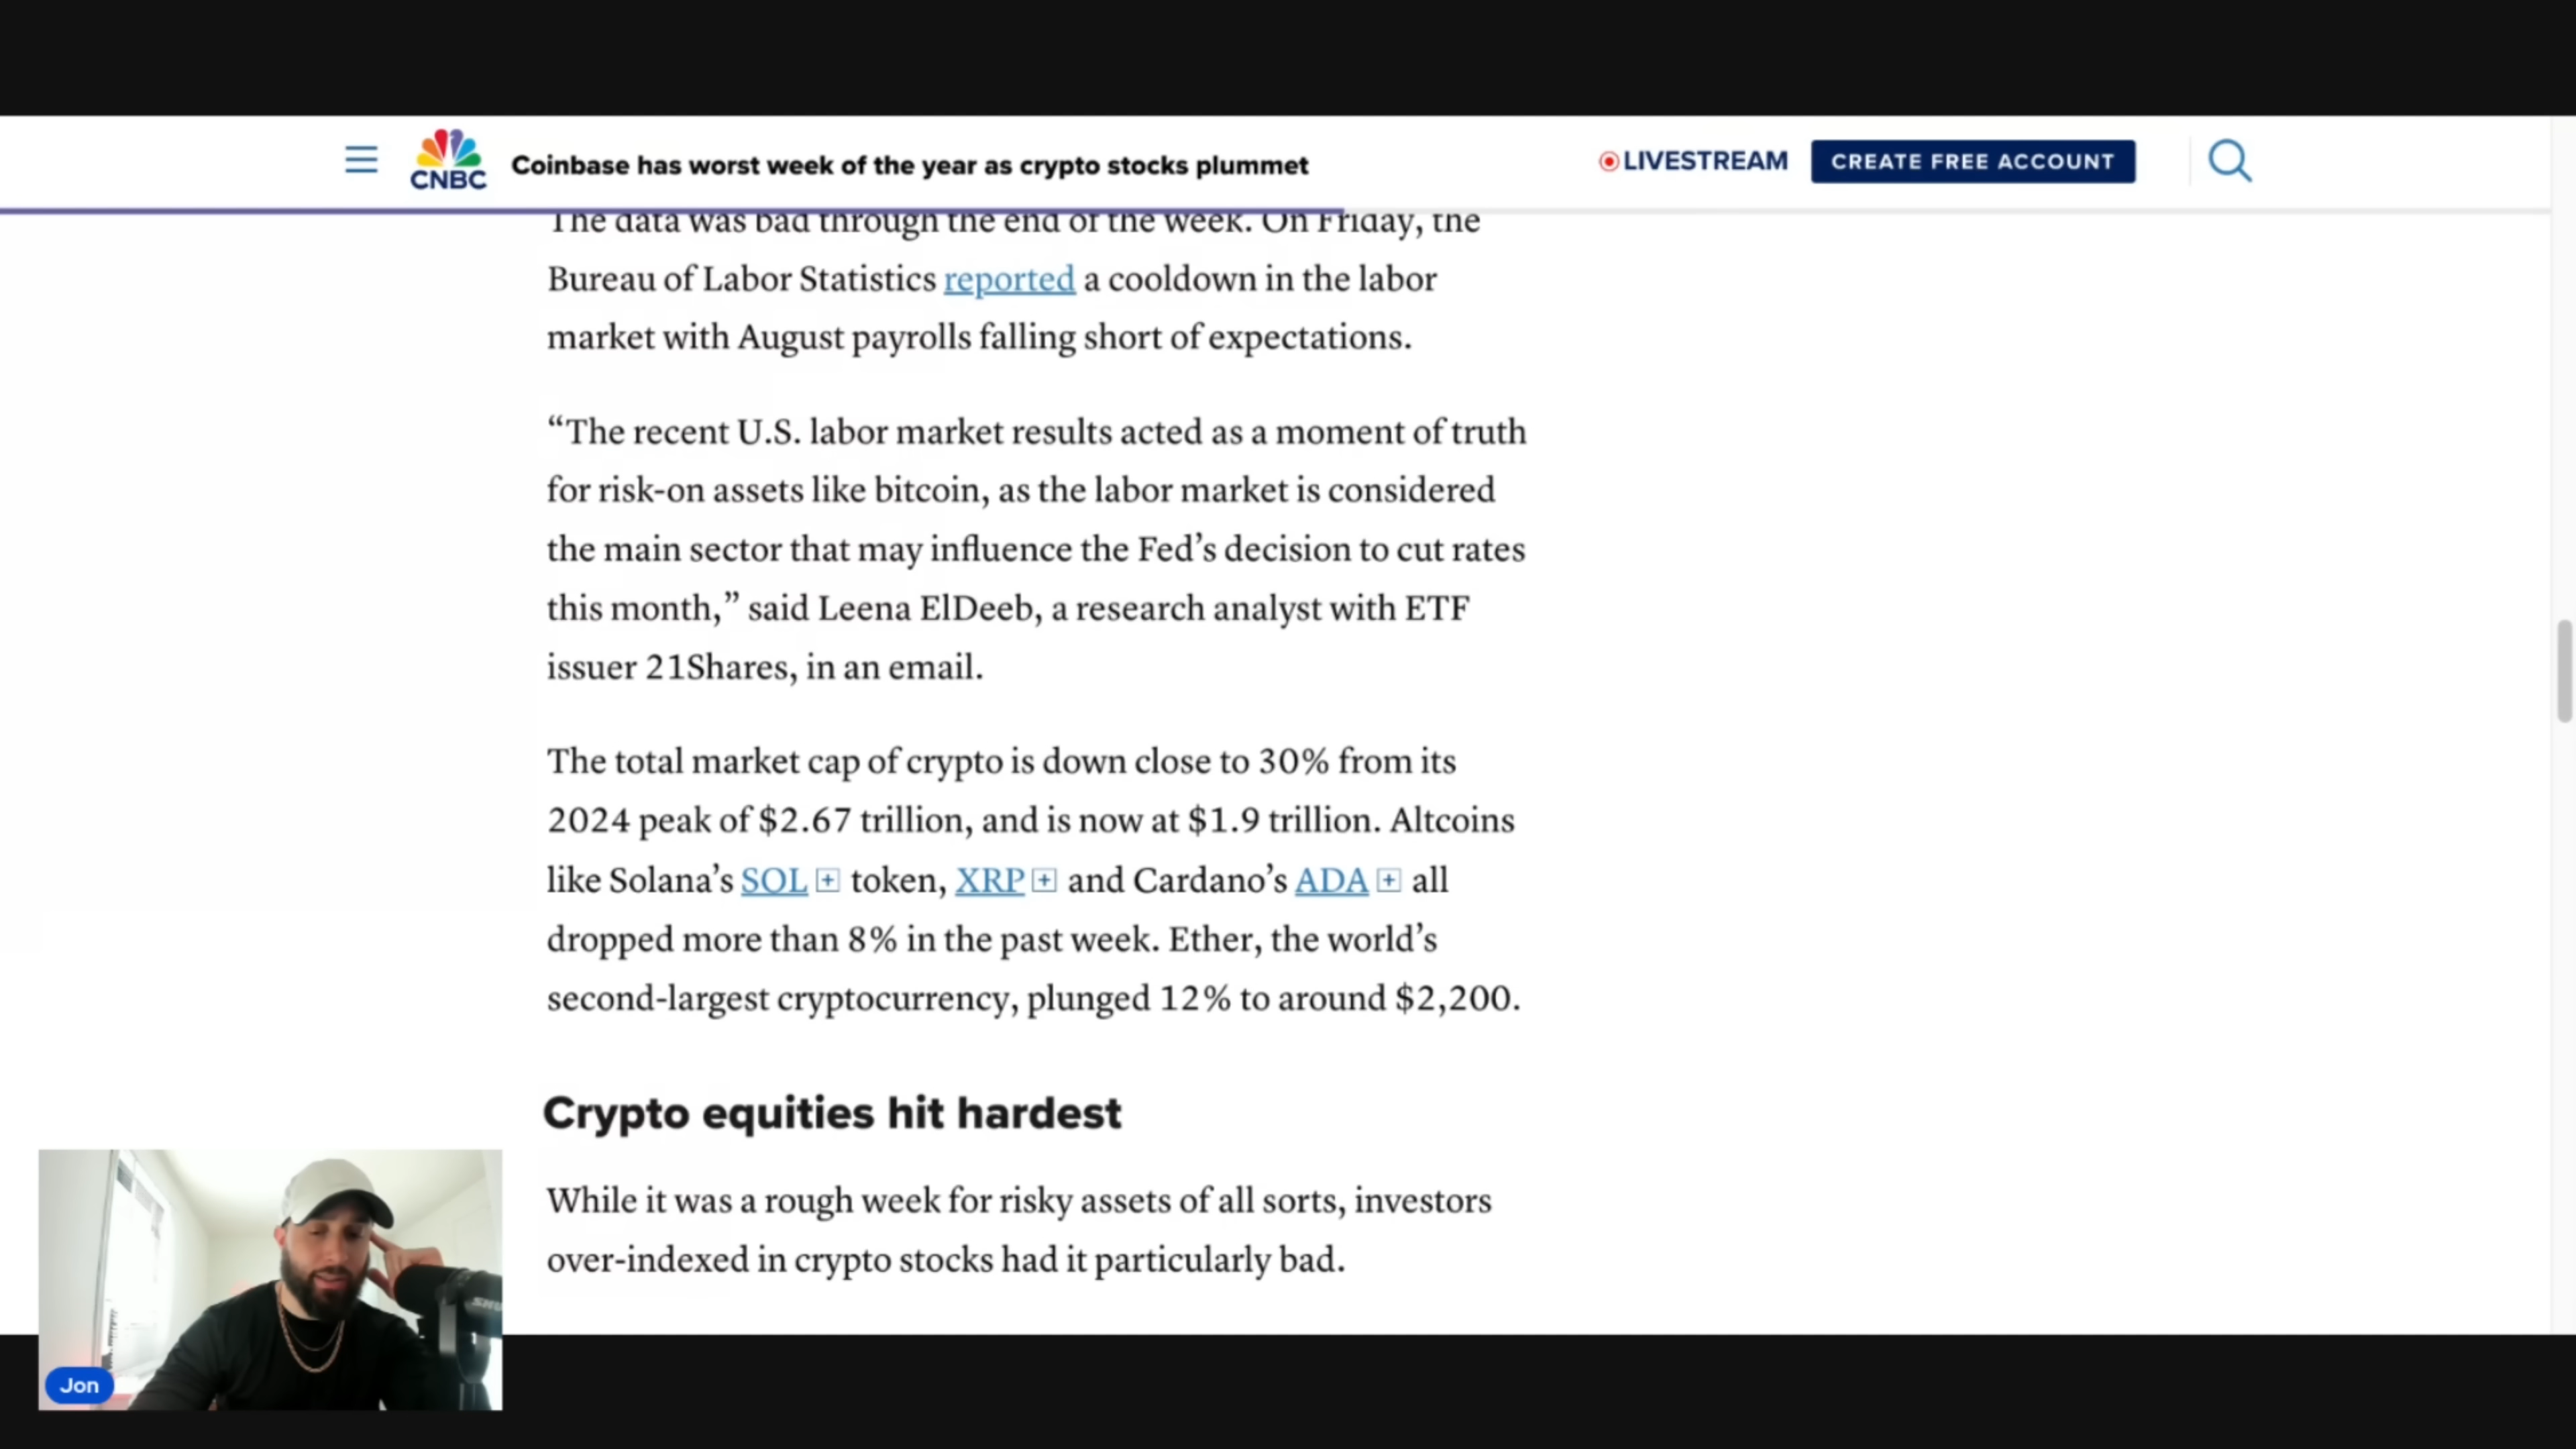 CNBC
Coinbase has worst week of the year as crypto stocks plummet
LIVESTREAM
CREATE FREE ACCOUNT
The data was bad through the end of the week. On Friday, the
Bureau of Labor Statistics reported a cooldown in the labor
market with August payrolls falling short of expectations.
“The recent U.S. labor market results acted as a moment of truth
for risk-on assets like bitcoin, as the labor market is considered
the main sector that may influence the Fed’s decision to cut rates
this month,” said Leena ElDeeb, a research analyst with ETF
issuer 21Shares, in an email.
The total market cap of crypto is down close to 30% from its
2024 peak of $2.67 trillion, and is now at $1.9 trillion. Altcoins
like Solana’s SOL token, XRP and Cardano’s ADA all
dropped more than 8% in the past week. Ether, the world’s
second-largest cryptocurrency, plunged 12% to around $2,200.
Crypto equities hit hardest
While it was a rough week for risky assets of all sorts, investors
over-indexed in crypto stocks had it particularly bad.
Jon